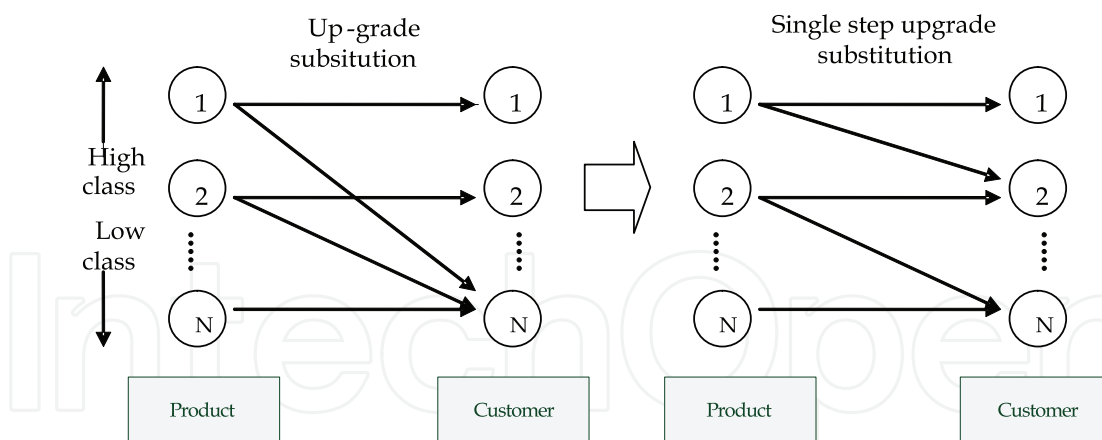 Up-grade
subsitution
Single step upgrade
substitution
High
class
Low
class
1
2
N
1
2
N
1
2
N
1
2
N
Product
Customer
Product
Customer
IntechOpen